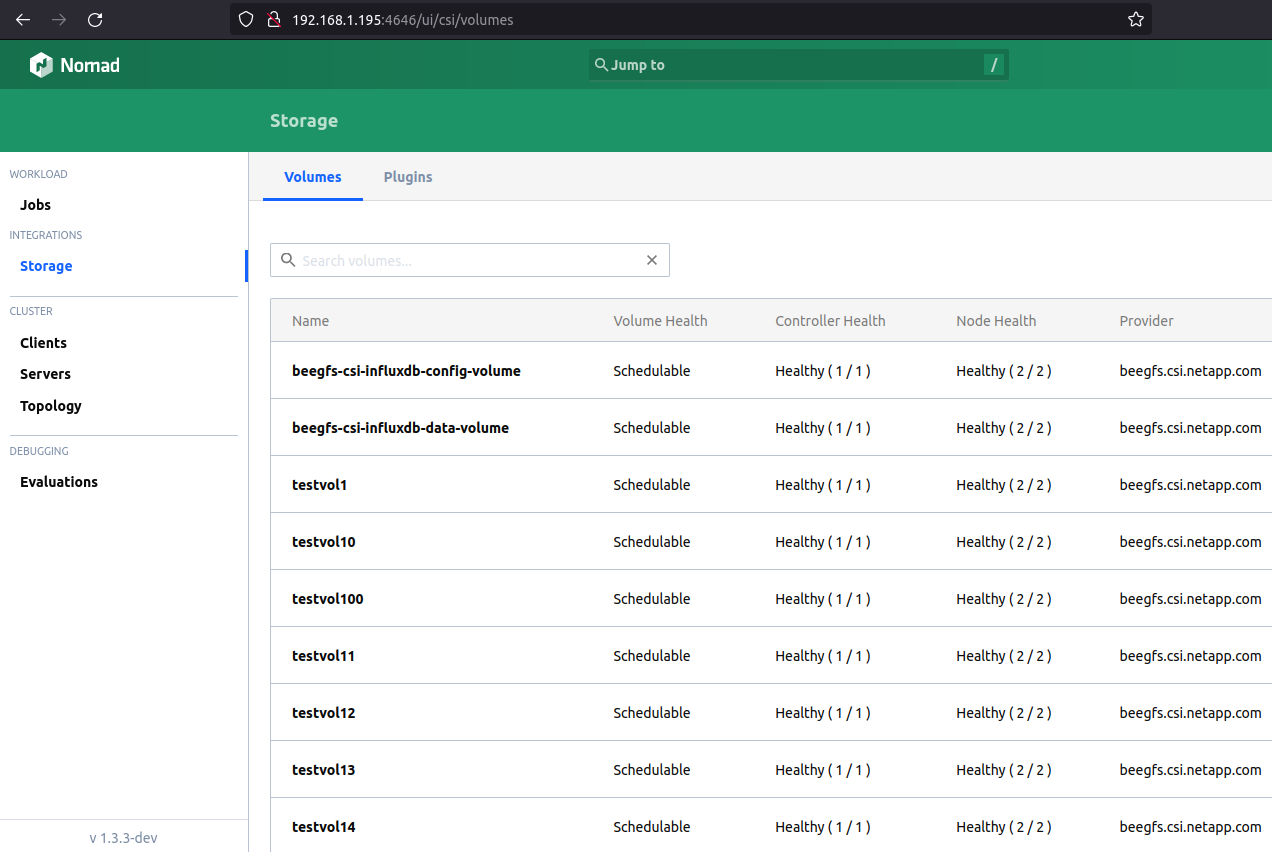 192.168.1.195:4646/ui/csi/volumes
Nomad
Jump to /
Storage
WORKLOAD
Jobs
INTEGRATIONS
Storage
CLUSTER
Clients
Servers
Topology
DEBUGGING
Evaluations
v 1.3.3-dev
Volumes Plugins
Search volumes...
Name Volume Health Controller Health Node Health Provider
beegfs-csi-influxdb-config-volume Schedulable Healthy ( 1 / 1 ) Healthy ( 2 / 2 ) beegfs.csi.netapp.com
beegfs-csi-influxdb-data-volume Schedulable Healthy ( 1 / 1 ) Healthy ( 2 / 2 ) beegfs.csi.netapp.com
testvol1 Schedulable Healthy ( 1 / 1 ) Healthy ( 2 / 2 ) beegfs.csi.netapp.com
testvol10 Schedulable Healthy ( 1 / 1 ) Healthy ( 2 / 2 ) beegfs.csi.netapp.com
testvol100 Schedulable Healthy ( 1 / 1 ) Healthy ( 2 / 2 ) beegfs.csi.netapp.com
testvol11 Schedulable Healthy ( 1 / 1 ) Healthy ( 2 / 2 ) beegfs.csi.netapp.com
testvol12 Schedulable Healthy ( 1 / 1 ) Healthy ( 2 / 2 ) beegfs.csi.netapp.com
testvol13 Schedulable Healthy ( 1 / 1 ) Healthy ( 2 / 2 ) beegfs.csi.netapp.com
testvol14 Schedulable Healthy ( 1 / 1 ) Healthy ( 2 / 2 ) beegfs.csi.netapp.com